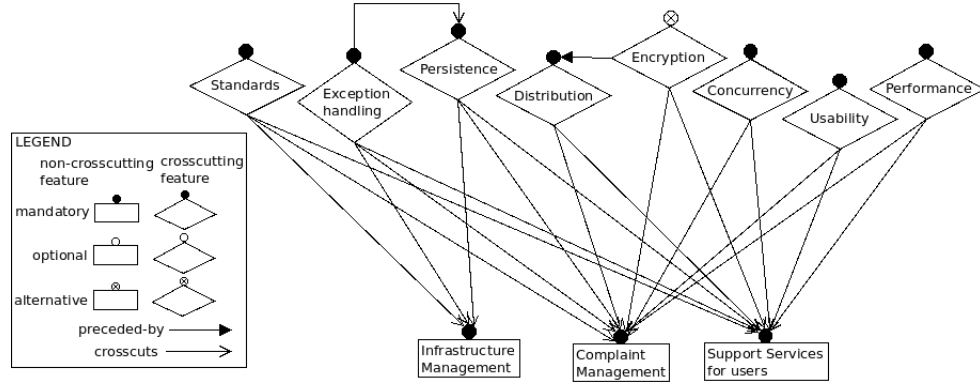 Standards
Exception
handling
Persistence
Distribution
Encryption
Concurrency
Usability
Performance
LEGEND
non-crosscutting
feature
crosscutting
feature
mandatory
optional
alternative
preceded-by
crosscuts
Infrastructure
Management
Complaint
Management
Support Services
for users